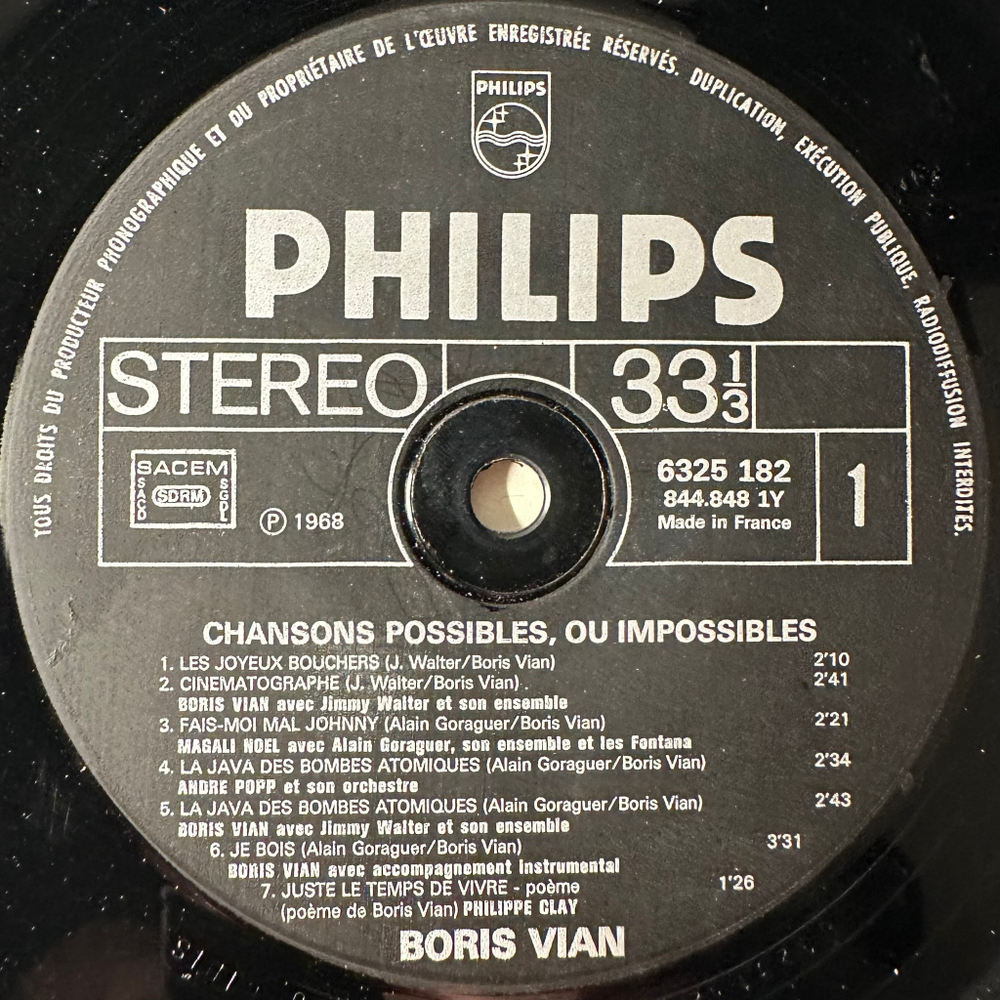 TOUS DROITS DU PRODUCTEUR PHONOGRAPHIQUE ET DU PROPRIÉTAIRE DE L'ŒUVRE ENREGISTRÉE RÉSERVÉS. DUPLICATION, EXÉCUTION PUBLIQUE, RADIODIFFUSION INTERDITES.
PHILIPS
PHILIPS
STEREO 33 1/3
SACEM
SACD SDRM SGDL
℗ 1968
6325 182
844.848 1Y
Made in France
1
CHANSONS POSSIBLES, OU IMPOSSIBLES
1. LES JOYEUX BOUCHERS (J. Walter/Boris Vian) 2'10
2. CINEMATOGRAPHE (J. Walter/Boris Vian) 2'41
BORIS VIAN avec Jimmy Walter et son ensemble
3. FAIS-MOI MAL JOHNNY (Alain Goraguer/Boris Vian) 2'21
MAGALI NOEL avec Alain Goraguer, son ensemble et les Fontana
4. LA JAVA DES BOMBES ATOMIQUES (Alain Goraguer/Boris Vian) 2'34
ANDRE POPP et son orchestre
5. LA JAVA DES BOMBES ATOMIQUES (Alain Goraguer/Boris Vian) 2'43
BORIS VIAN avec Jimmy Walter et son ensemble
6. JE BOIS (Alain Goraguer/Boris Vian) 3'31
BORIS VIAN avec accompagnement instrumental
7. JUSTE LE TEMPS DE VIVRE - poème 1'26
(poème de Boris Vian) PHILIPPE CLAY
BORIS VIAN